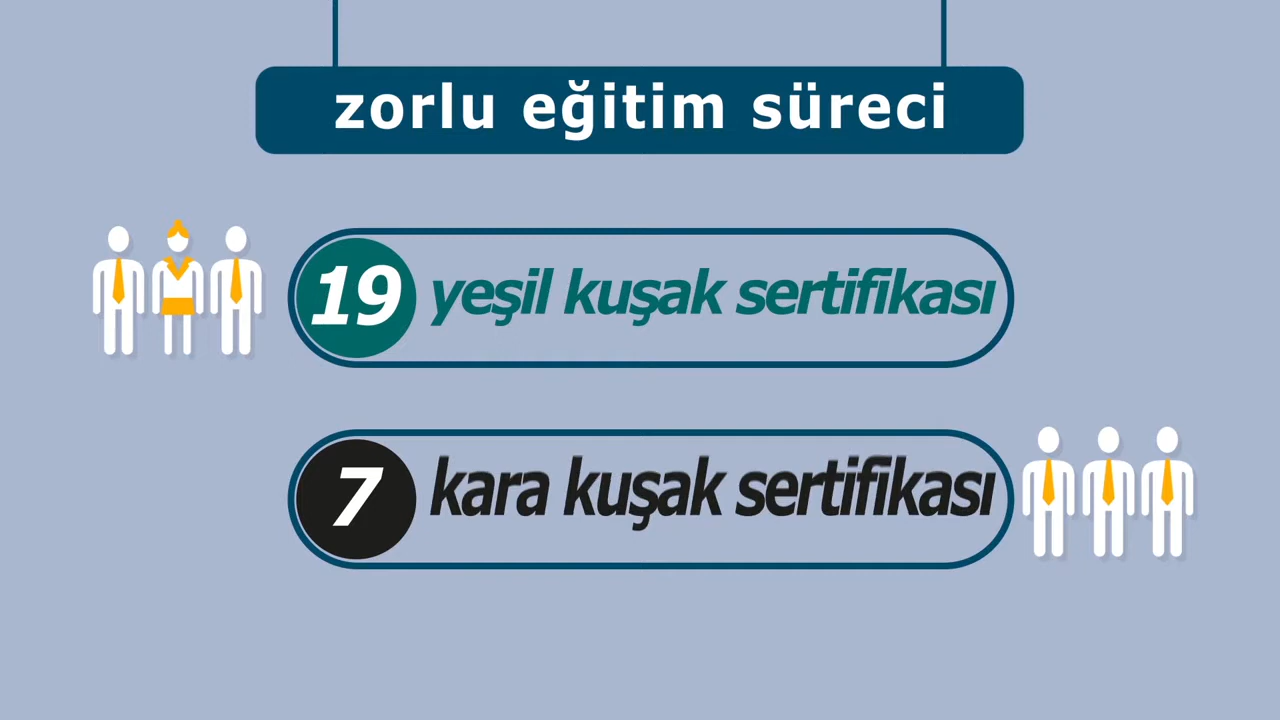 zorlu eğitim süreci
19 yeşil kuşak sertifikası
7 kara kuşak sertifikası